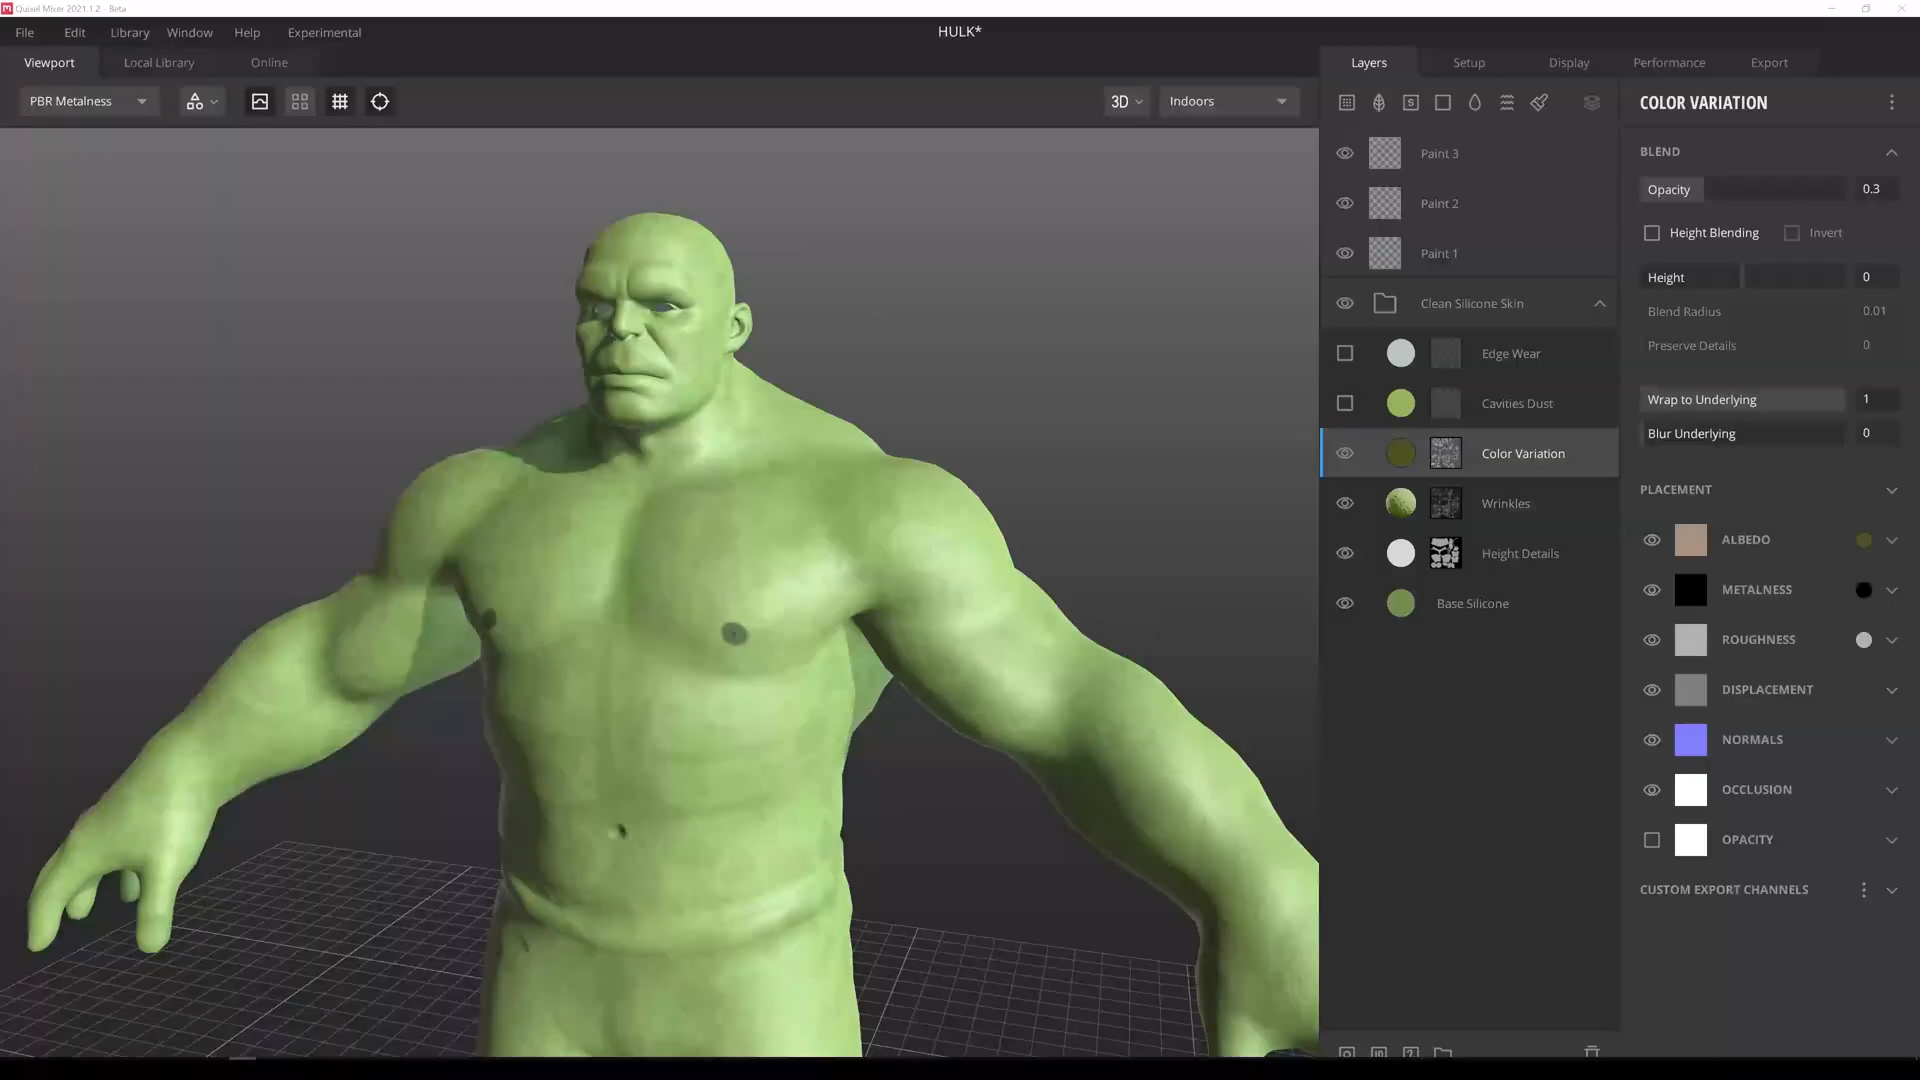 Quixel Mixer 2021.1.2 - Beta
File Edit Library Window Help Experimental HULK*
Viewport Local Library Online
PBR Metalness 3D Indoors
Layers Setup Display Performance Export
S
Paint 3
Paint 2
Paint 1
Clean Silicone Skin
Edge Wear
Cavities Dust
Color Variation
Wrinkles
Height Details
Base Silicone
COLOR VARIATION
BLEND
Opacity 0.3
Height Blending Invert
Height 0
Blend Radius 0.01
Preserve Details 0
Wrap to Underlying 1
Blur Underlying 0
PLACEMENT
ALBEDO
METALNESS
ROUGHNESS
DISPLACEMENT
NORMALS
OCCLUSION
OPACITY
CUSTOM EXPORT CHANNELS